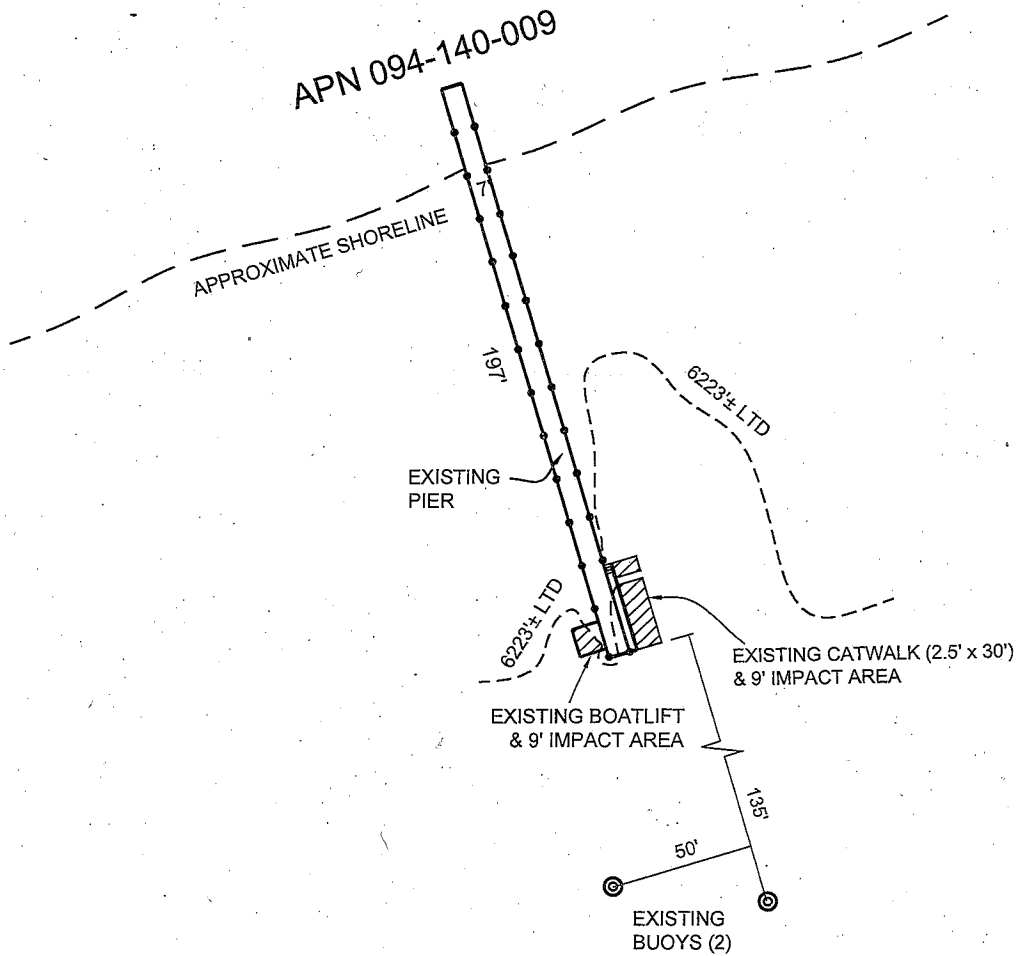 APN 094-140-009
7'
APPROXIMATE SHORELINE
197'
6223'± LTD
EXISTING
PIER
6223'± LTD
EXISTING CATWALK (2.5' x 30')
& 9' IMPACT AREA
EXISTING BOATLIFT
& 9' IMPACT AREA
135'
50'
EXISTING
BUOYS (2)